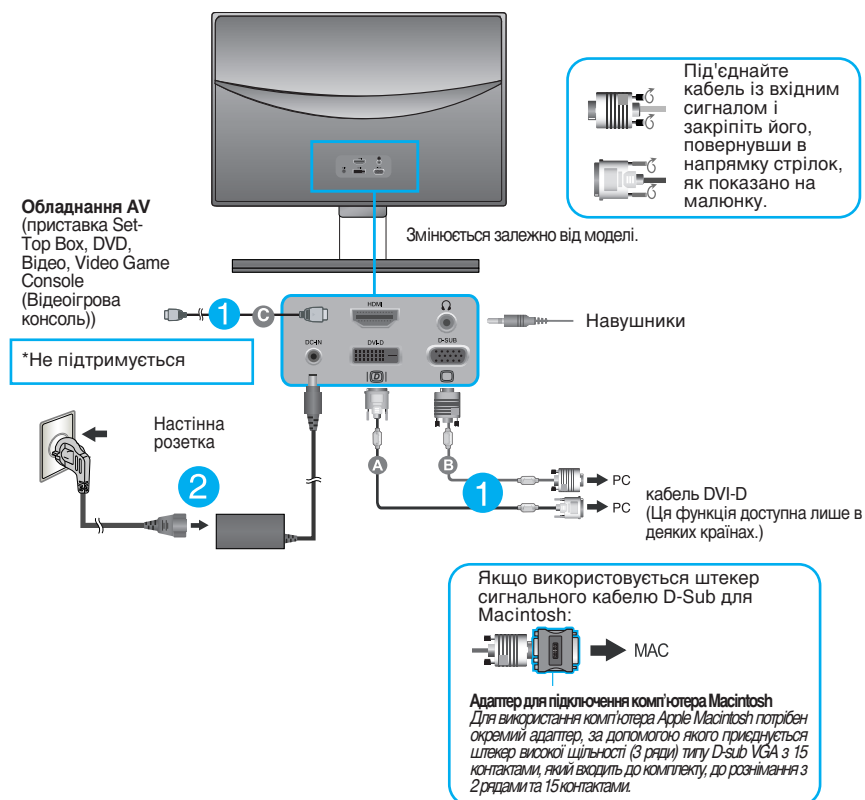 Під'єднайте
кабель із вхідним
сигналом і
закріпіть його,
повернувши в
напрямку стрілок,
як показано на
малюнку.
Обладнання AV
(приставка Set-
Top Box, DVD,
Відео, Video Game
Console
(Відеоігрова
консоль))
Змінюється залежно від моделі.
1
C
HDMI
DC-IN
DVI-D
D-SUB
Навушники
*Не підтримується
Настінна
розетка
2
A
B
1
PC
PC
кабель DVI-D
(Ця функція доступна лише в
деяких країнах.)
Якщо використовується штекер
сигнального кабелю D-Sub для
Macintosh:
MAC
Адаптер для підключення комп'ютера Macintosh
Для використання комп'ютера Apple Macintosh потрібен
окремий адаптер, за допомогою якого приєднується
штекер високої щільності (3 ряди) типу D-sub VGA з 15
контактами, який входить до комплекту, до рознімання з
2 рядами та 15 контактами.